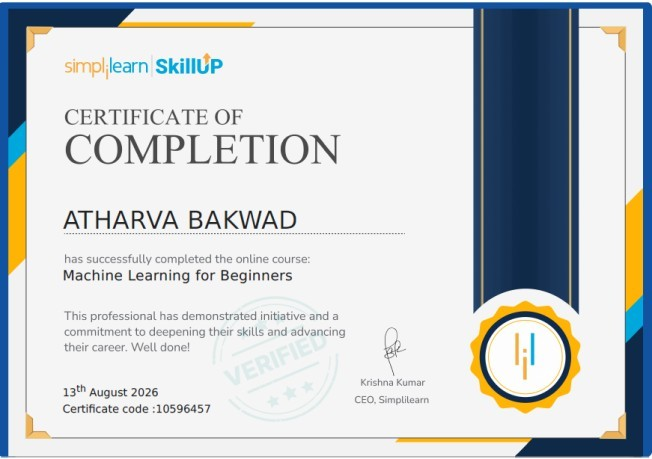 simplilearn | SkillUP
CERTIFICATE OF
COMPLETION
ATHARVA BAKWAD
has successfully completed the online course:
Machine Learning for Beginners
This professional has demonstrated initiative and a
commitment to deepening their skills and advancing
their career. Well done!
VERIFIED
13th August 2026
Certificate code :10596457
Krishna Kumar
CEO, Simplilearn